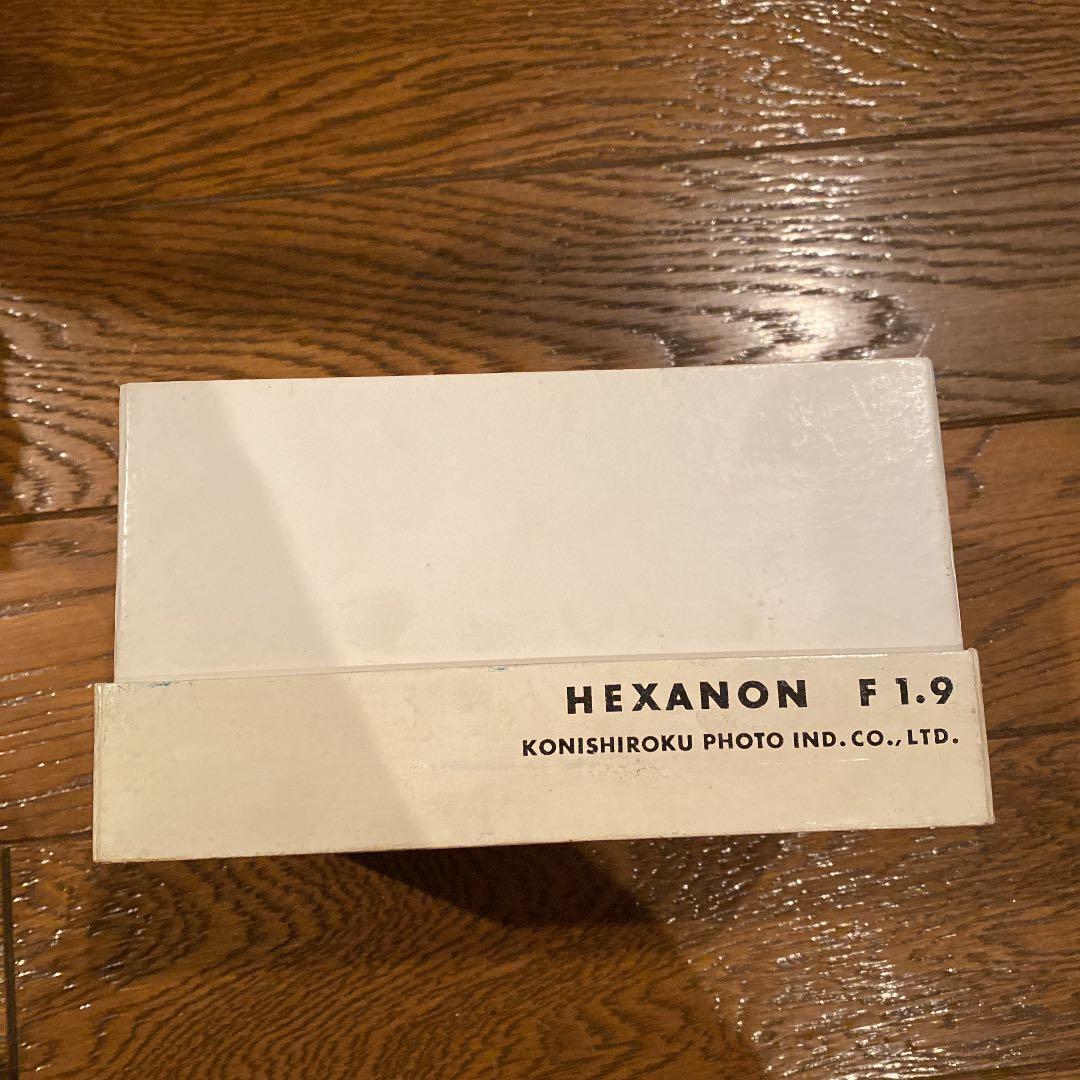 HEXANON F 1.9
KONISHIROKU PHOTO IND. CO., LTD.